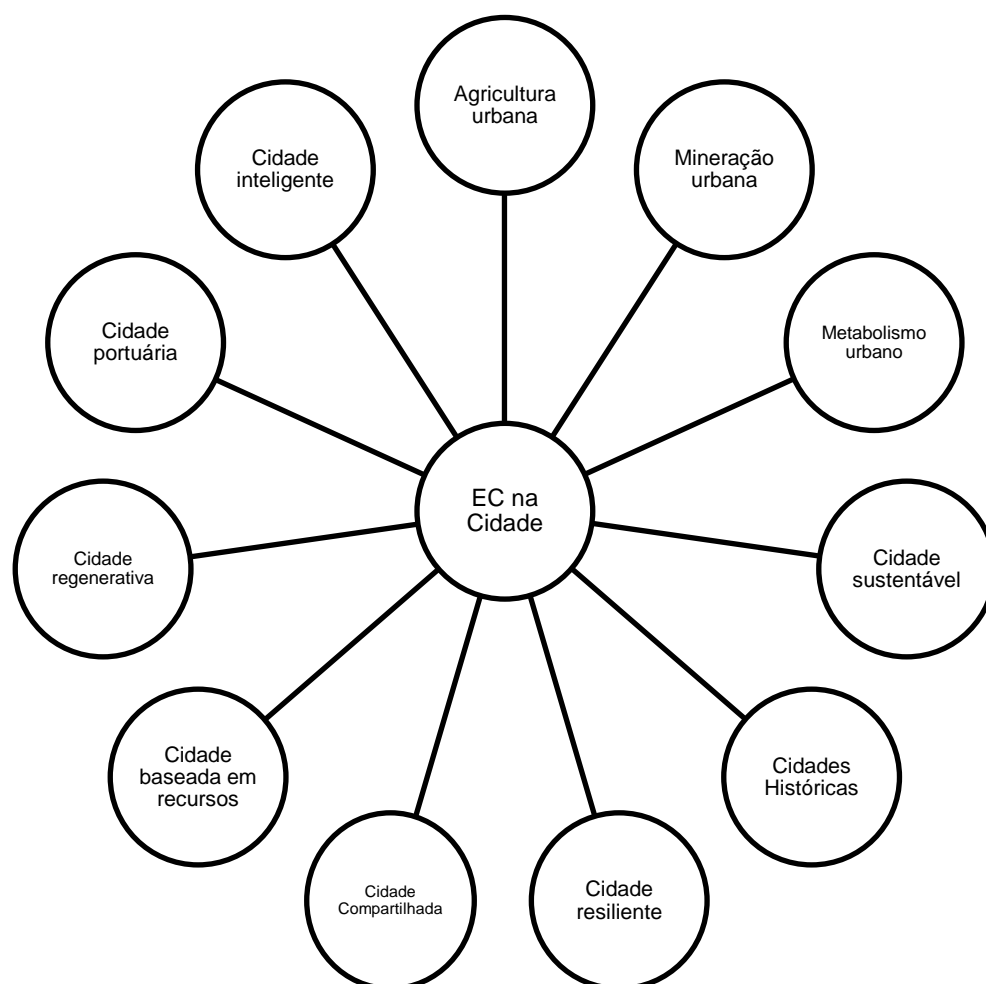 Agricultura
urbana
Mineração
urbana
Metabolismo
urbano
Cidade
sustentável
Cidades
Históricas
Cidade
resiliente
Cidade
Compartilhada
Cidade
baseada em
recursos
Cidade
regenerativa
Cidade
portuária
Cidade
inteligente
EC na
Cidade